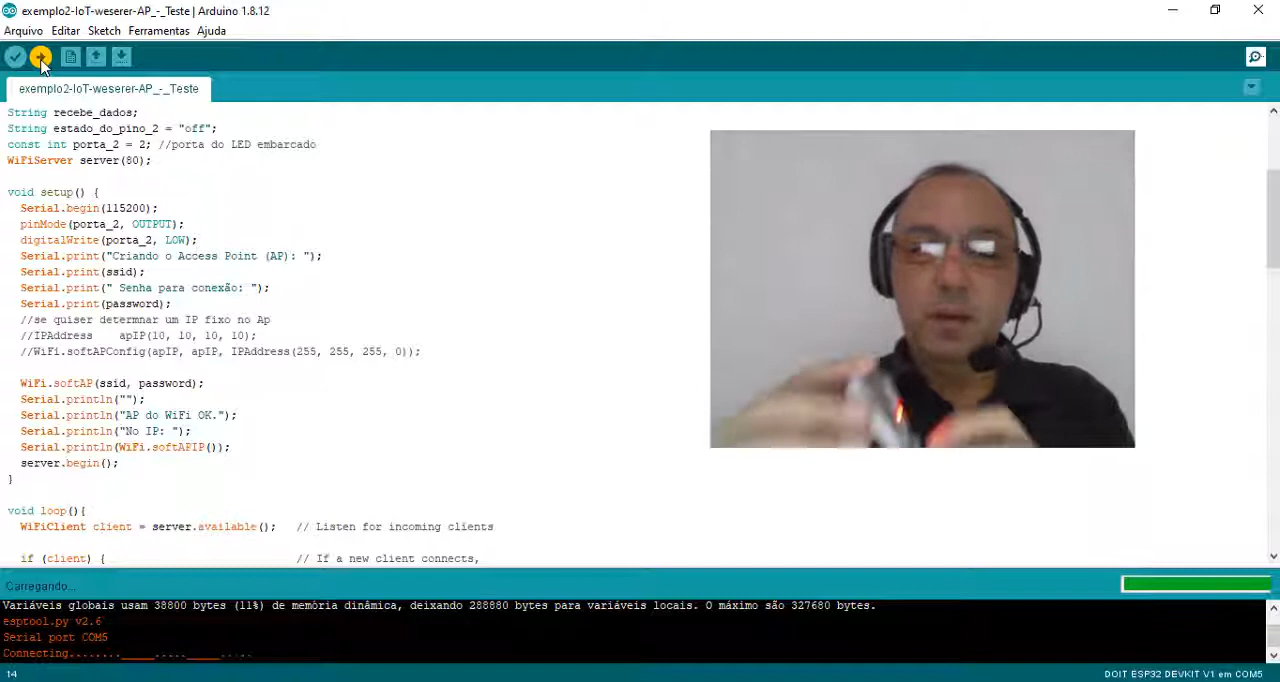 exemplo2-IoT-weserer-AP_-_Teste | Arduino 1.8.12
Arquivo Editar Sketch Ferramentas Ajuda
exemplo2-IoT-weserer-AP_-_Teste
String recebe_dados;
String estado_do_pino_2 = "off";
const int porta_2 = 2; //porta do LED embarcado
WiFiServer server(80);
void setup() {
Serial.begin(115200);
pinMode(porta_2, OUTPUT);
digitalWrite(porta_2, LOW);
Serial.print("Criando o Access Point (AP): ");
Serial.print(ssid);
Serial.print(" Senha para conexão: ");
Serial.print(password);
//se quiser determnar um IP fixo no Ap
//IPAddress    apIP(10, 10, 10, 10);
//WiFi.softAPConfig(apIP, apIP, IPAddress(255, 255, 255, 0));
WiFi.softAP(ssid, password);
Serial.println("");
Serial.println("AP do WiFi OK.");
Serial.println("No IP: ");
Serial.println(WiFi.softAPIP());
server.begin();
}
void loop(){
WiFiClient client = server.available();   // Listen for incoming clients
if (client) {                             // If a new client connects,
Carregando...
Variáveis globais usam 38800 bytes (11%) de memória dinâmica, deixando 288880 bytes para variáveis locais. O máximo são 327680 bytes.
esptool.py v2.6
Serial port COM5
Connecting........_____....._____.....
14 DOIT ESP32 DEVKIT V1 em COM5